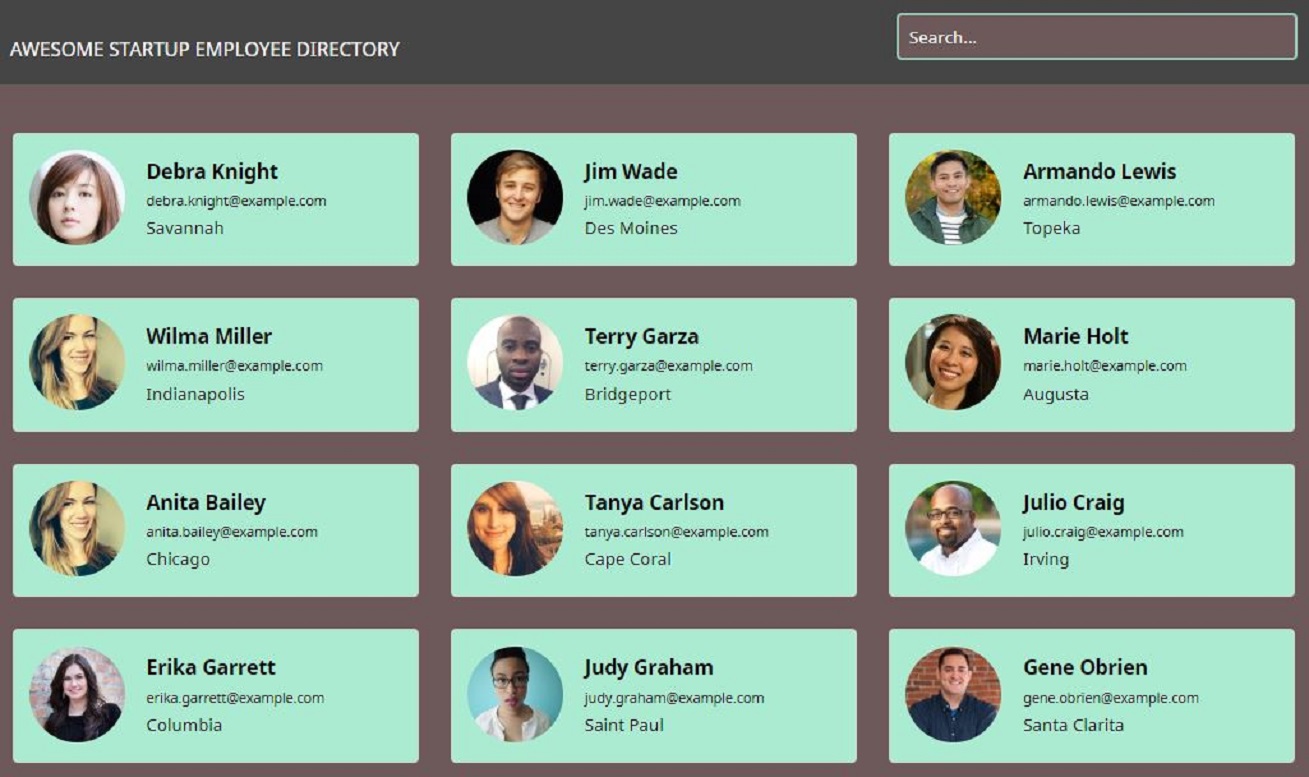 AWESOME STARTUP EMPLOYEE DIRECTORY
Search...
Debra Knight
debra.knight@example.com
Savannah
Jim Wade
jim.wade@example.com
Des Moines
Armando Lewis
armando.lewis@example.com
Topeka
Wilma Miller
wilma.miller@example.com
Indianapolis
Terry Garza
terry.garza@example.com
Bridgeport
Marie Holt
marie.holt@example.com
Augusta
Anita Bailey
anita.bailey@example.com
Chicago
Tanya Carlson
tanya.carlson@example.com
Cape Coral
Julio Craig
julio.craig@example.com
Irving
Erika Garrett
erika.garrett@example.com
Columbia
Judy Graham
judy.graham@example.com
Saint Paul
Gene Obrien
gene.obrien@example.com
Santa Clarita